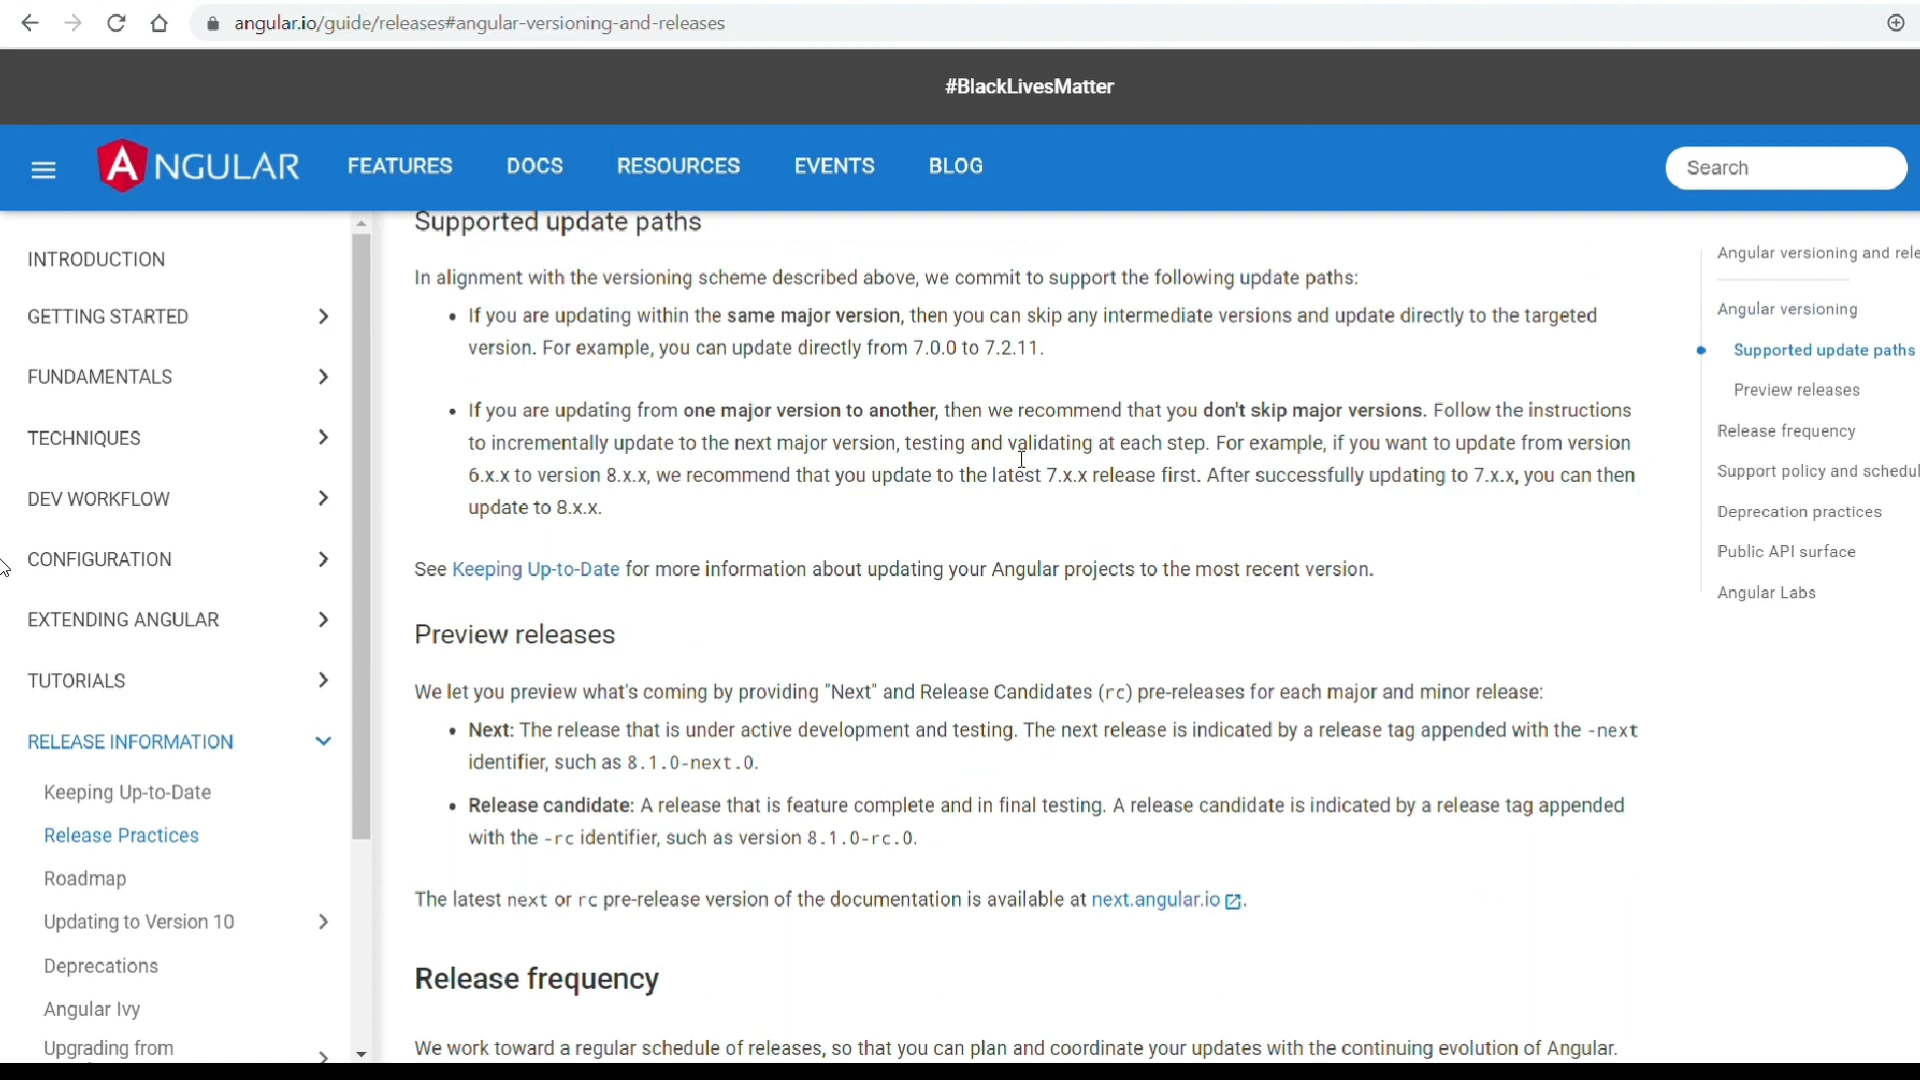 angular.io/guide/releases#angular-versioning-and-releases
#BlackLivesMatter
ANGULAR
FEATURES
DOCS
RESOURCES
EVENTS
BLOG
Search
INTRODUCTION
GETTING STARTED
FUNDAMENTALS
TECHNIQUES
DEV WORKFLOW
CONFIGURATION
EXTENDING ANGULAR
TUTORIALS
RELEASE INFORMATION
Keeping Up-to-Date
Release Practices
Roadmap
Updating to Version 10
Deprecations
Angular Ivy
Upgrading from
Supported update paths
In alignment with the versioning scheme described above, we commit to support the following update paths:
• If you are updating within the same major version, then you can skip any intermediate versions and update directly to the targeted
version. For example, you can update directly from 7.0.0 to 7.2.11.
• If you are updating from one major version to another, then we recommend that you don't skip major versions. Follow the instructions
to incrementally update to the next major version, testing and validating at each step. For example, if you want to update from version
6.x.x to version 8.x.x, we recommend that you update to the latest 7.x.x release first. After successfully updating to 7.x.x, you can then
update to 8.x.x.
See Keeping Up-to-Date for more information about updating your Angular projects to the most recent version.
Preview releases
We let you preview what's coming by providing "Next" and Release Candidates (rc) pre-releases for each major and minor release:
• Next: The release that is under active development and testing. The next release is indicated by a release tag appended with the -next
identifier, such as 8.1.0-next.0.
• Release candidate: A release that is feature complete and in final testing. A release candidate is indicated by a release tag appended
with the -rc identifier, such as version 8.1.0-rc.0.
The latest next or rc pre-release version of the documentation is available at next.angular.io.
Release frequency
We work toward a regular schedule of releases, so that you can plan and coordinate your updates with the continuing evolution of Angular.
Angular versioning and rele
Angular versioning
Supported update paths
Preview releases
Release frequency
Support policy and schedul
Deprecation practices
Public API surface
Angular Labs